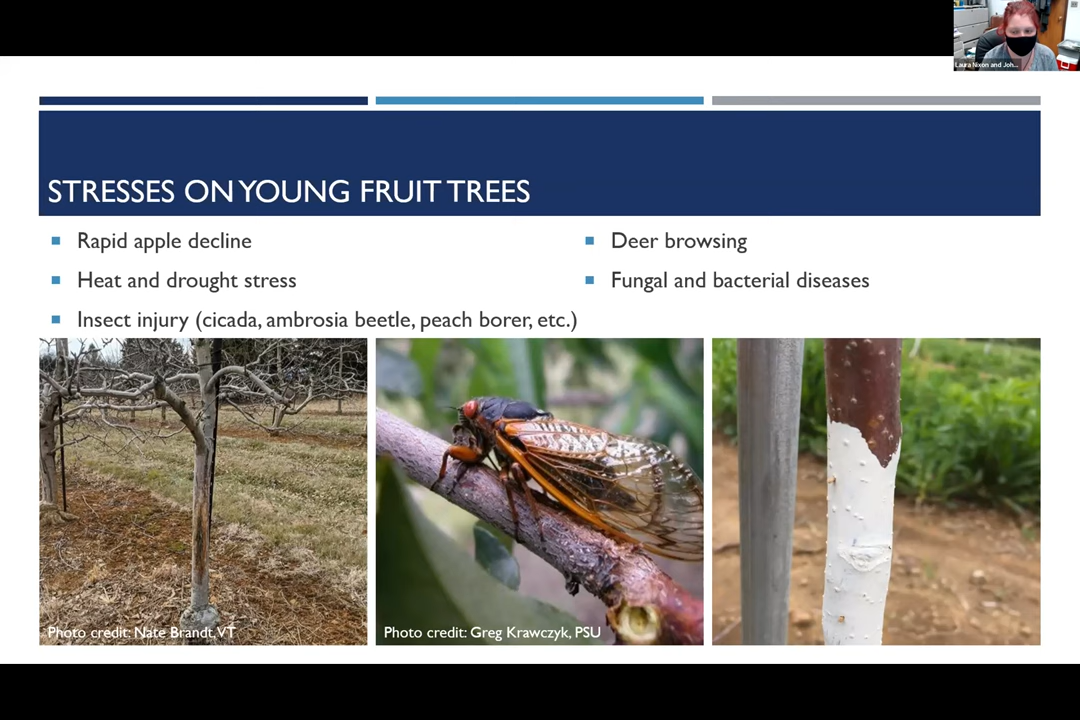 Laura Nixon and Joh...
STRESSES ON YOUNG FRUIT TREES
Rapid apple decline
Heat and drought stress
Insect injury (cicada, ambrosia beetle, peach borer, etc.)
Deer browsing
Fungal and bacterial diseases
Photo credit: Nate Brandt, VT
Photo credit: Greg Krawczyk, PSU